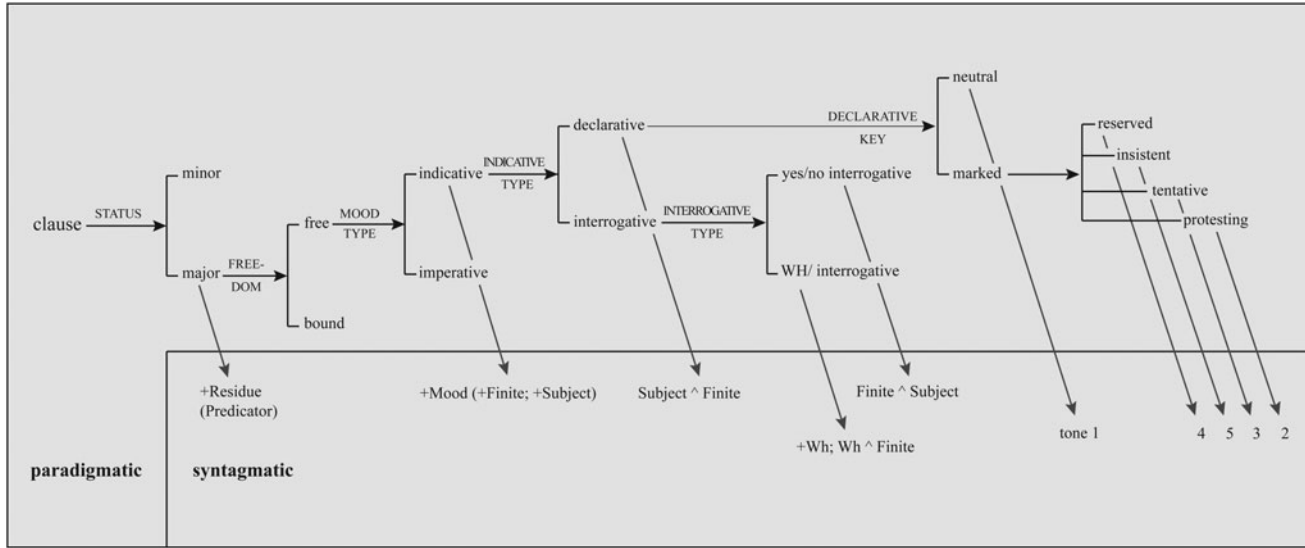 neutral
DECLARATIVE
KEY
declarative
reserved
insistent
marked
tentative
protesting
minor
indicative
INDICATIVE
TYPE
yes/no interrogative
clause
STATUS
free
MOOD
TYPE
interrogative
INTERROGATIVE
TYPE
major
FREE-
DOM
imperative
WH/ interrogative
bound
+Residue
(Predicator)
+Mood (+Finite; +Subject)
Subject ^ Finite
Finite ^ Subject
tone 1
4
5
3
2
+Wh; Wh ^ Finite
paradigmatic
syntagmatic